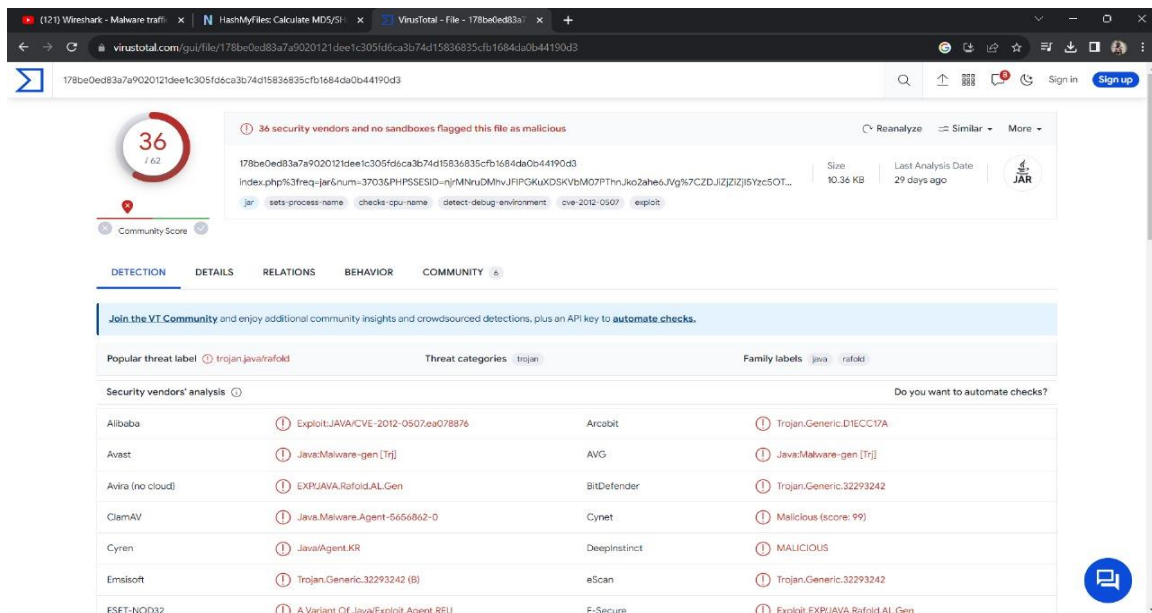 (121) Wireshark - Malware traffi
HashMyFiles: Calculate MD5/SH
VirusTotal - File - 178be0ed83a7
virustotal.com/gui/file/178be0ed83a7a9020121dee1c305fd6ca3b74d15836835cfb1684da0b44190d3
178be0ed83a7a9020121dee1c305fd6ca3b74d15836835cfb1684da0b44190d3
8
Sign in
Sign up
36
/ 62
Community Score
36 security vendors and no sandboxes flagged this file as malicious
Reanalyze
Similar
More
178be0ed83a7a9020121dee1c305fd6ca3b74d15836835cfb1684da0b44190d3
jar sets-process-name checks-cpu-name detect-debug-environment cve-2012-0507 exploit
Size
10.36 KB
Last Analysis Date
29 days ago
JAR
DETECTION DETAILS RELATIONS BEHAVIOR COMMUNITY 6
Join the VT Community and enjoy additional community insights and crowdsourced detections, plus an API key to automate checks.
Popular threat label trojan.java/rafold Threat categories trojan Family labels java rafold
Security vendors' analysis Do you want to automate checks?
Alibaba Exploit:JAVA/CVE-2012-0507.ea078876 Arcabit Trojan.Generic.D1ECC17A
Avast Java:Malware-gen [Trj] AVG Java:Malware-gen [Trj]
Avira (no cloud) EXP/JAVA.Rafold.AL.Gen BitDefender Trojan.Generic.32293242
ClamAV Java.Malware.Agent-5656862-0 Cynet Malicious (score: 99)
Cyren Java/Agent.KR DeepInstinct MALICIOUS
Emsisoft Trojan.Generic.32293242 (B) eScan Trojan.Generic.32293242
ESET-NOD32 A Variant Of Java/Exploit.Agent.RFU F-Secure Exploit.EXP/JAVA.Rafold.AL.Gen